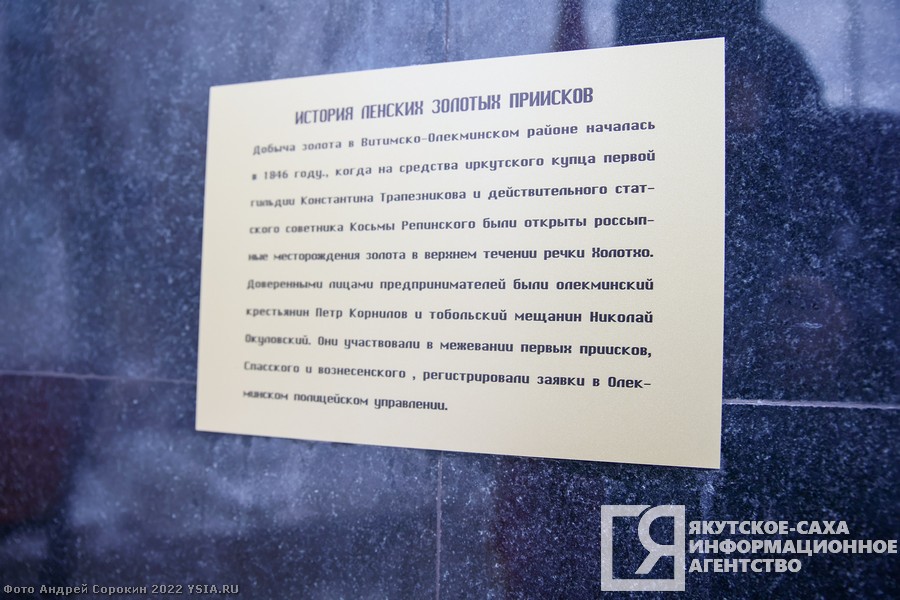 ИСТОРИЯ ЛЕНСКИХ ЗОЛОТЫХ ПРИИСКОВ
Добыча золота в Витимско-Олекминском районе началась
в 1846 году., когда на средства иркутского купца первой
гильдии Константина Трапезникова и действительного стат-
ского советника Косьмы Репинского были открыты россып-
ные месторождения золота в верхнем течении речки Холотхо.
Доверенными лицами предпринимателей были олекминский
крестьянин Петр Корнилов и тобольский мещанин Николай
Окуловский. Они участвовали в межевании первых приисков,
Спасского и вознесенского , регистрировали заявки в Олек-
минском полицейском управлении.
Я ЯКУТСКОЕ-САХА
ИНФОРМАЦИОННОЕ
АГЕНТСТВО
Фото Андрей Сорокин 2022 YSIA.RU